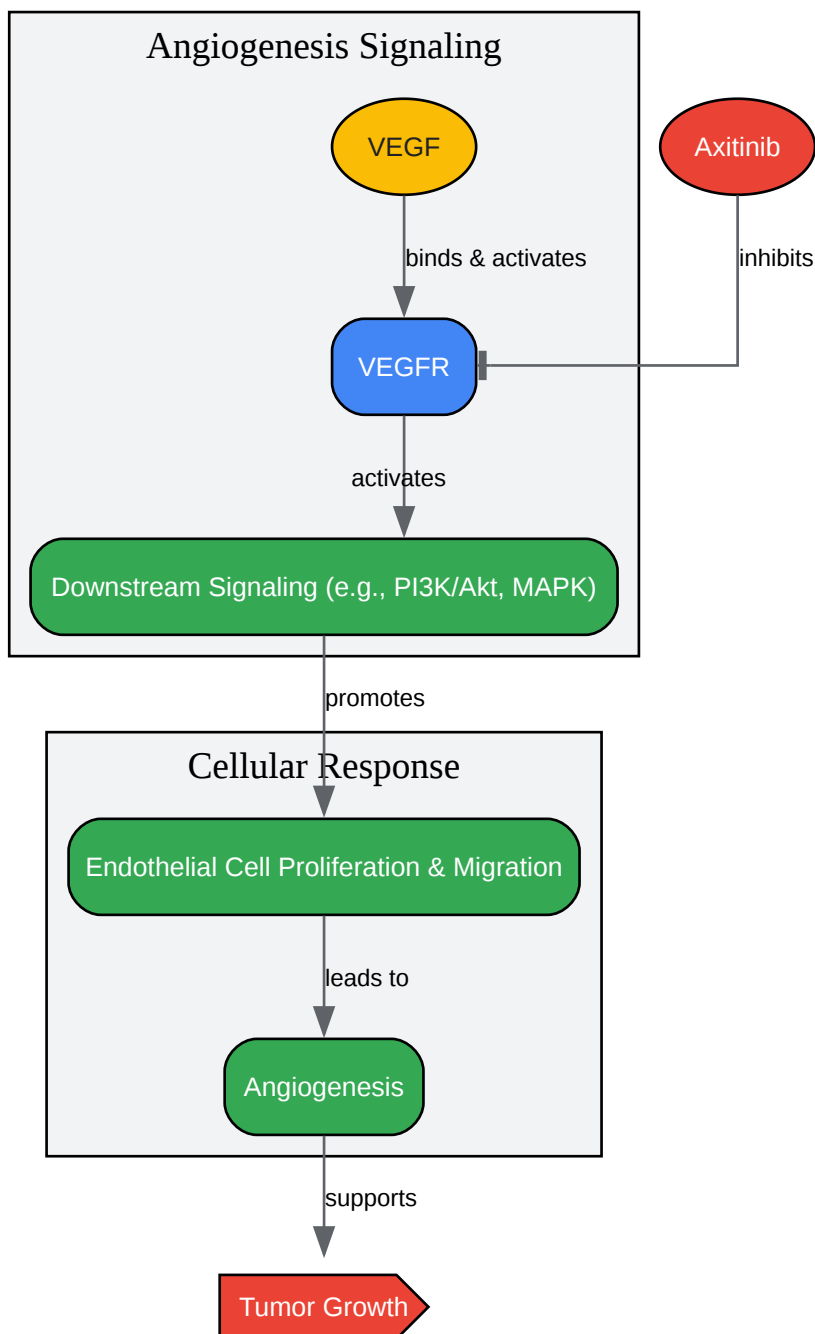 Angiogenesis Signaling
VEGF
Axitinib
binds & activates
inhibits
VEGFR
activates
Downstream Signaling (e.g., PI3K/Akt, MAPK)
promotes
Cellular Response
Endothelial Cell Proliferation & Migration
leads to
Angiogenesis
supports
Tumor Growth